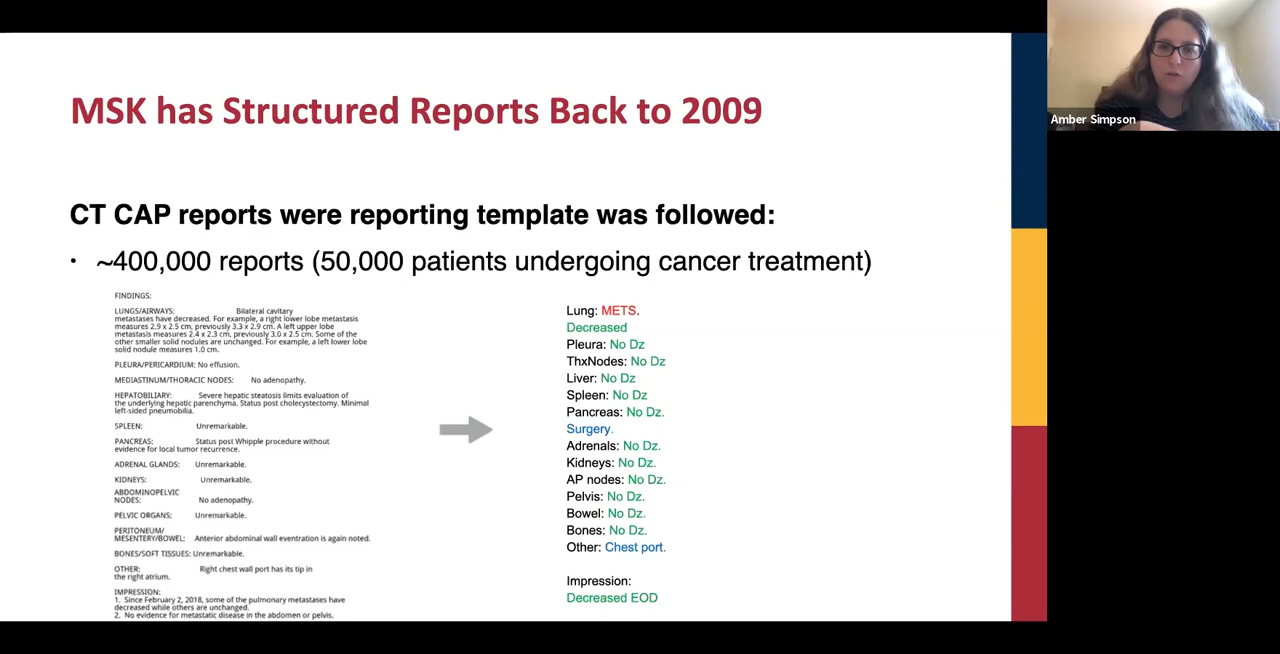 MSK has Structured Reports Back to 2009
Amber Simpson
CT CAP reports were reporting template was followed:
• ~400,000 reports (50,000 patients undergoing cancer treatment)
FINDINGS:
LUNGS/AIRWAYS: Bilateral cavitary
metastases have decreased. For example, a right lower lobe metastasis
measures 2.9 x 2.5 cm, previously 3.3 x 2.9 cm. A left upper lobe
metastasis measures 2.4 x 2.3 cm, previously 3.0 x 2.5 cm. Some of the
other smaller solid nodules are unchanged. For example, a left lower lobe
solid nodule measures 1.0 cm.
PLEURA/PERICARDIUM: No effusion.
MEDIASTINUM/THORACIC NODES: No adenopathy.
HEPATOBILIARY: Severe hepatic steatosis limits evaluation of
the underlying hepatic parenchyma. Status post cholecystectomy. Minimal
left-sided pneumobilia.
SPLEEN: Unremarkable.
PANCREAS: Status post Whipple procedure without
evidence for local tumor recurrence.
ADRENAL GLANDS: Unremarkable.
KIDNEYS: Unremarkable.
ABDOMINOPELVIC
NODES: No adenopathy.
PELVIC ORGANS: Unremarkable.
PERITONEUM/
MESENTERY/BOWEL: Anterior abdominal wall eventration is again noted.
BONES/SOFT TISSUES: Unremarkable.
OTHER: Right chest wall port has its tip in
the right atrium.
IMPRESSION:
1. Since February 2, 2018, some of the pulmonary metastases have
decreased while others are unchanged.
2. No evidence for metastatic disease in the abdomen or pelvis.
Lung: METS.
Decreased
Pleura: No Dz
ThxNodes: No Dz
Liver: No Dz
Spleen: No Dz
Pancreas: No Dz.
Surgery.
Adrenals: No Dz.
Kidneys: No Dz.
AP nodes: No Dz.
Pelvis: No Dz.
Bowel: No Dz.
Bones: No Dz.
Other: Chest port.
Impression:
Decreased EOD